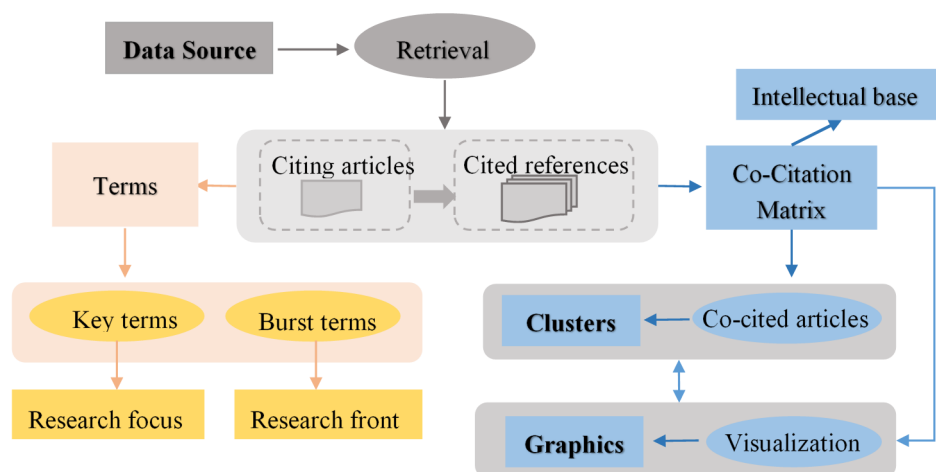 Data Source
Retrieval
Intellectual base
Citing articles
Cited references
Terms
Co-Citation
Matrix
Key terms
Burst terms
Clusters
Co-cited articles
Research focus
Research front
Graphics
Visualization